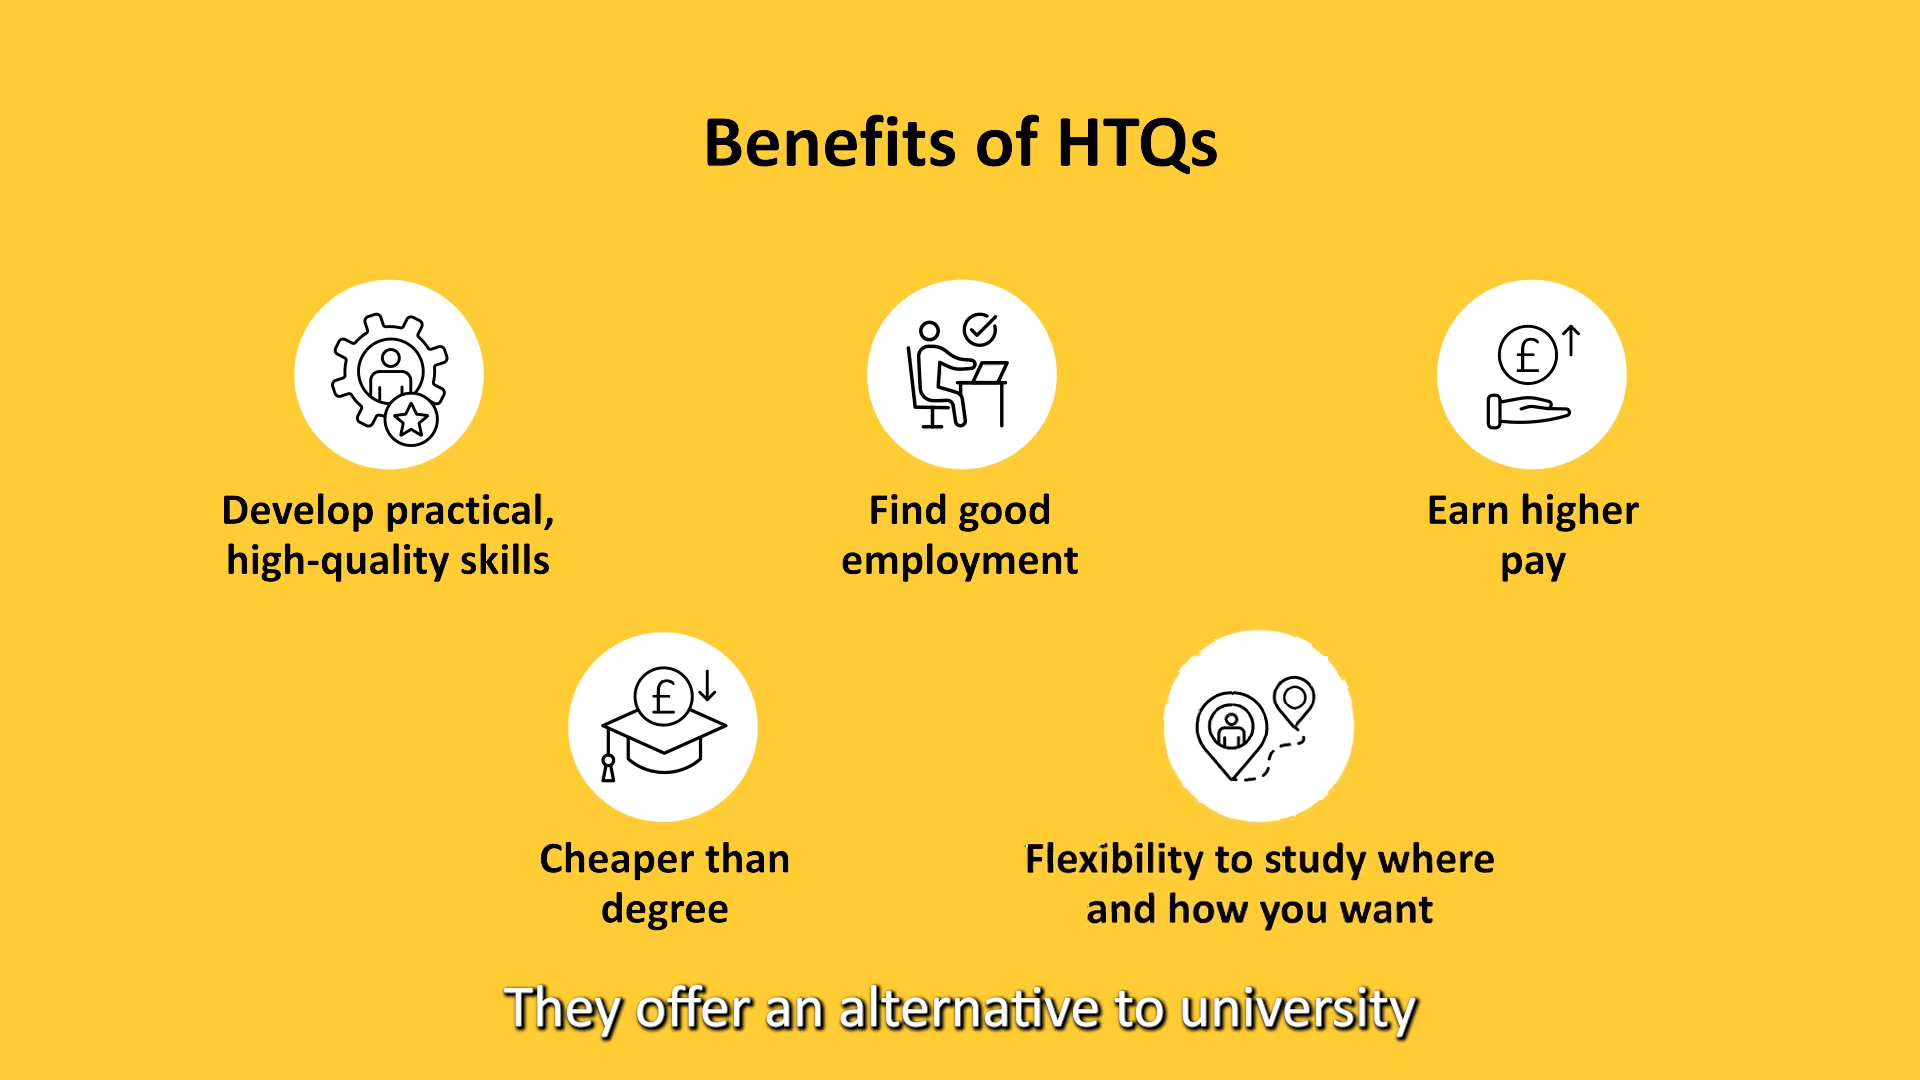 Benefits of HTQs
£
Develop practical,
high-quality skills
Find good
employment
Earn higher
pay
£
Cheaper than
degree
Flexibility to study where
and how you want
They offer an alternative to university